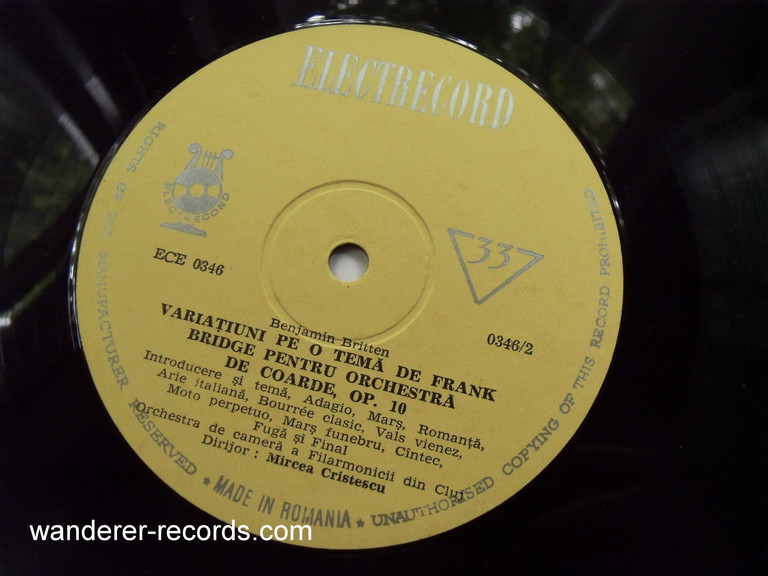 ELECTRECORD
ELECTRECORD
33
ECE 0346
0346/2
Benjamin Britten
VARIAȚIUNI PE O TEMĂ DE FRANK
BRIDGE PENTRU ORCHESTRĂ
DE COARDE, OP. 10
Introducere și temă, Adagio, Marș, Romanță,
Arie italiană, Bourrée clasic, Vals vienez,
Moto perpetuo, Marș funebru, Cîntec,
Fugă și Final
Orchestra de cameră a Filarmonicii din Cluj
Dirijor : Mircea Cristescu
RIGHTS OF THE MANUFACTURER RESERVED * MADE IN ROMANIA * UNAUTHORISED COPYING OF THIS RECORD PROHIBITED
wanderer-records.com